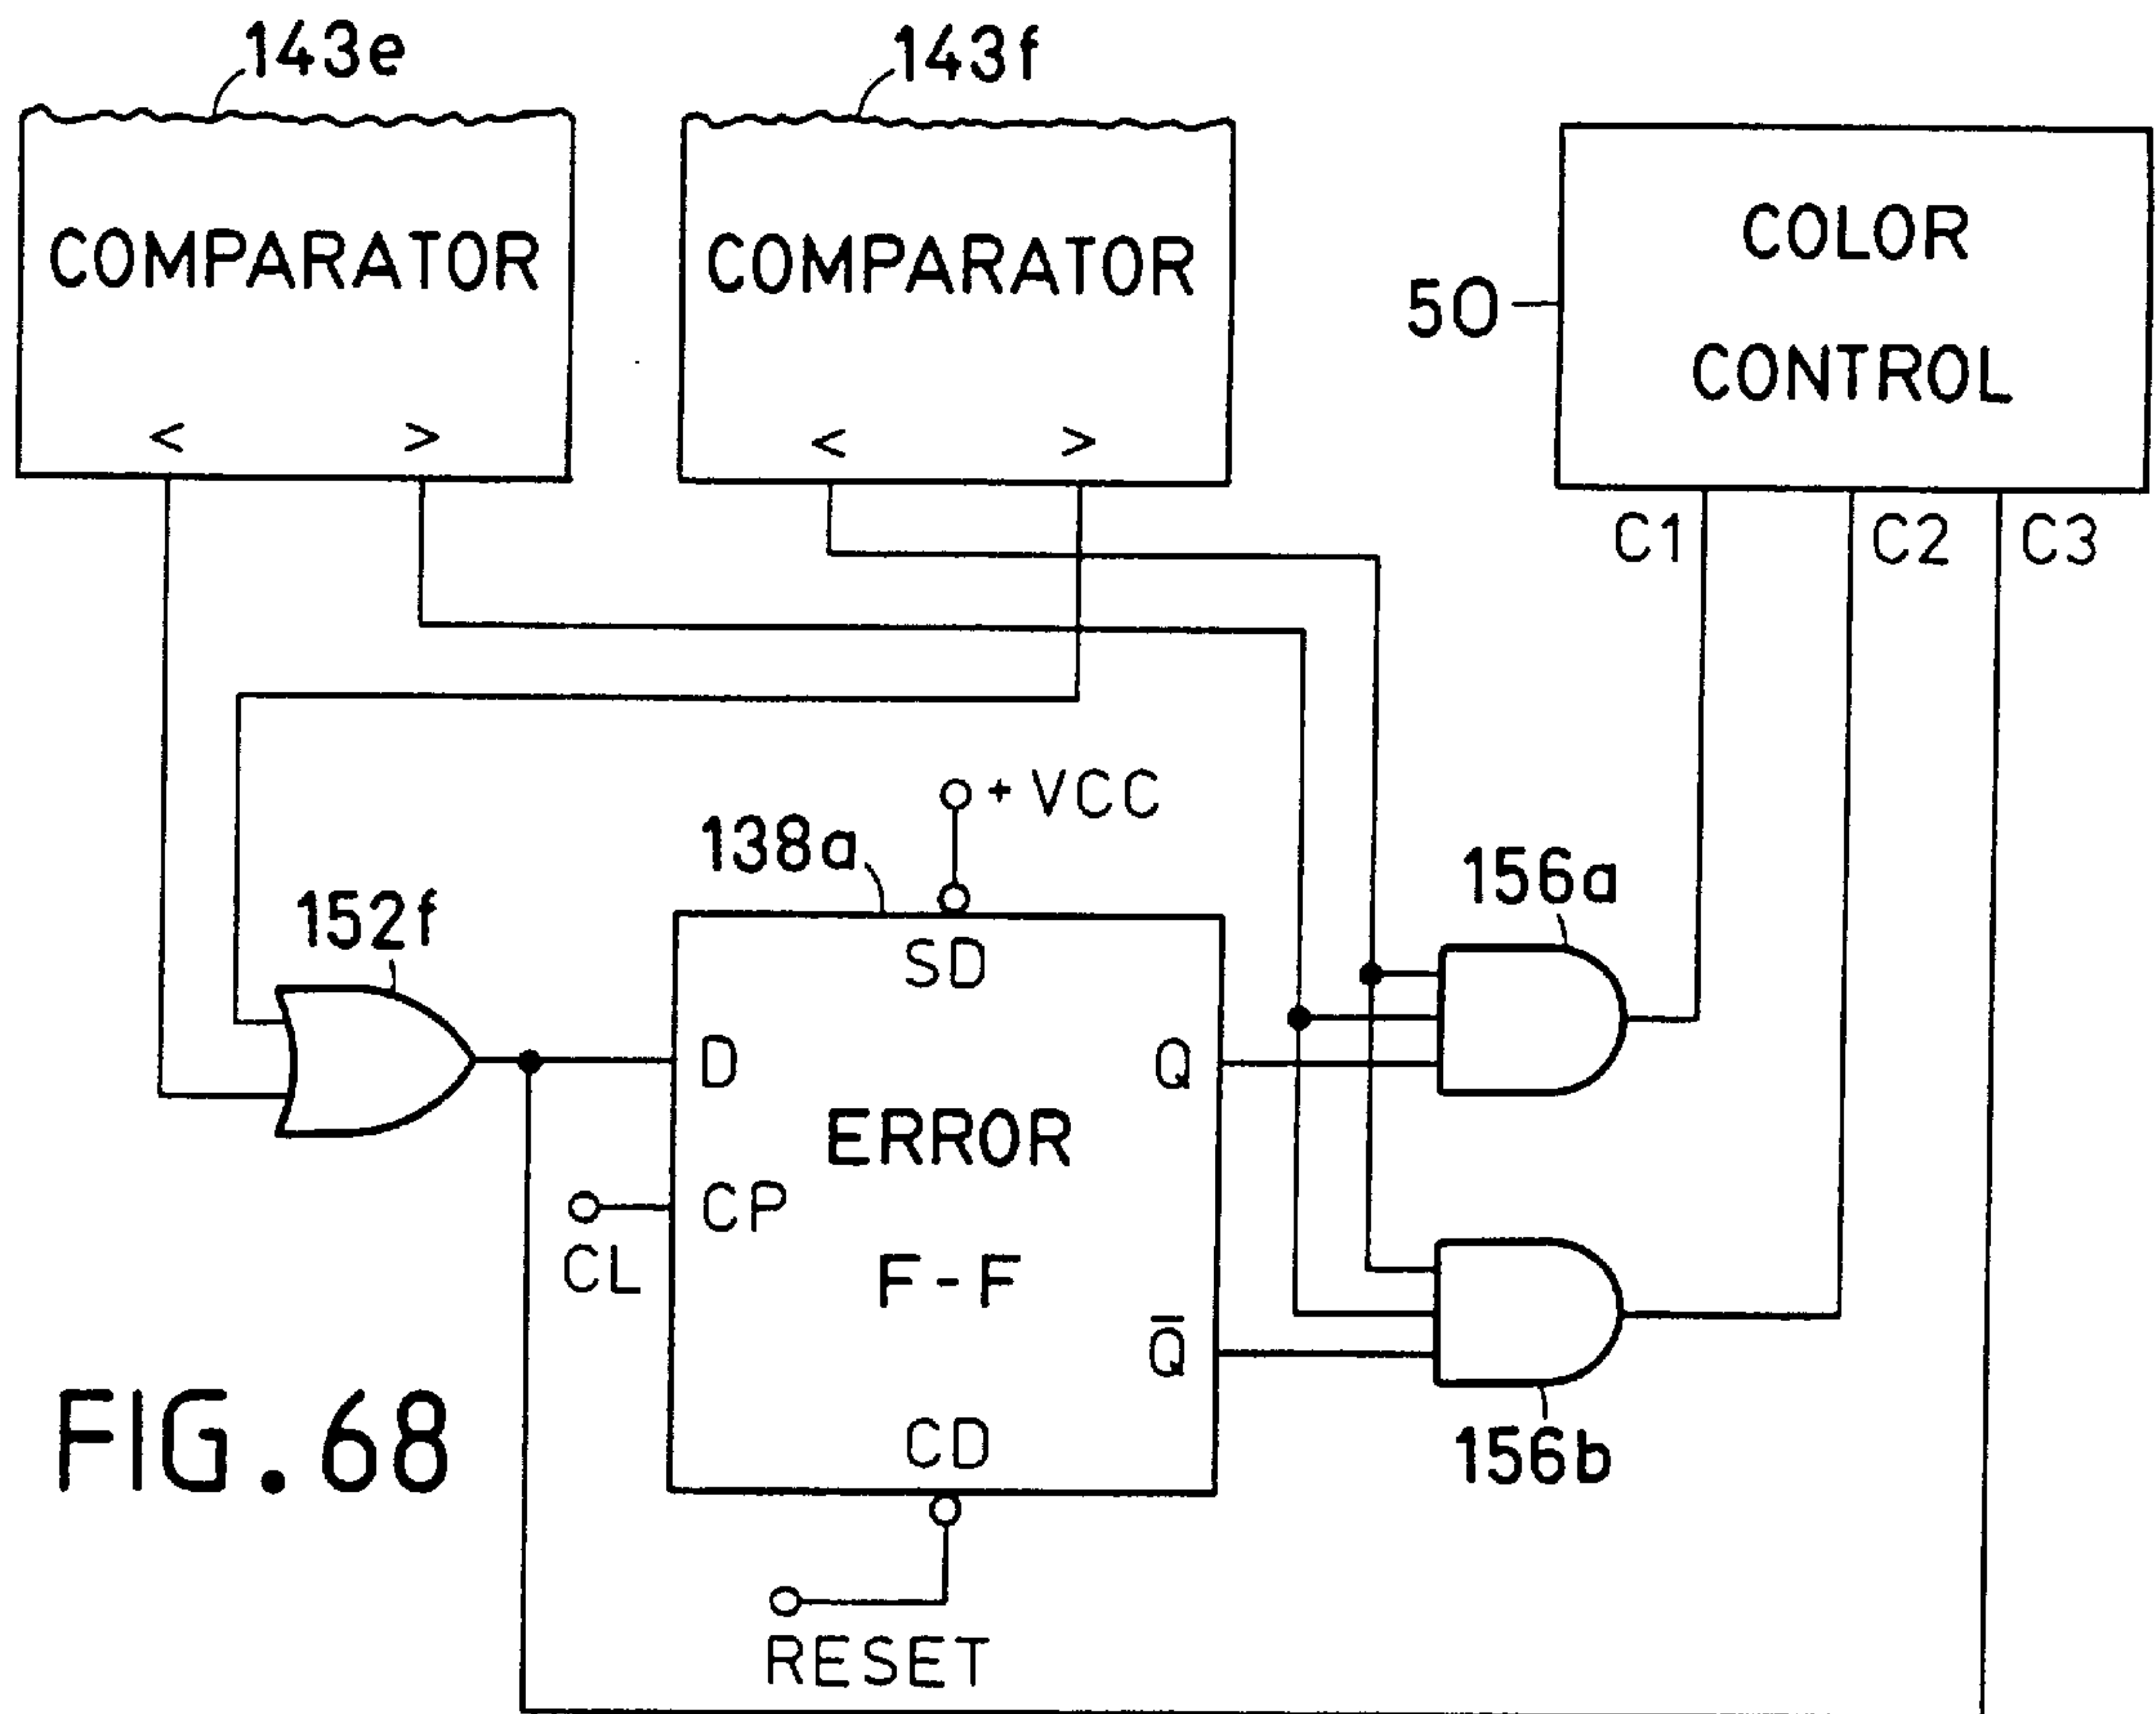 143e
143f
COMPARATOR
< >
COMPARATOR
< >
50
COLOR
CONTROL
C1
C2
C3
+ VCC
138a
152f
156a
SD
D
Q
ERROR
CP
CL
F-F
Q̅
CD
156b
FIG. 68
RESET